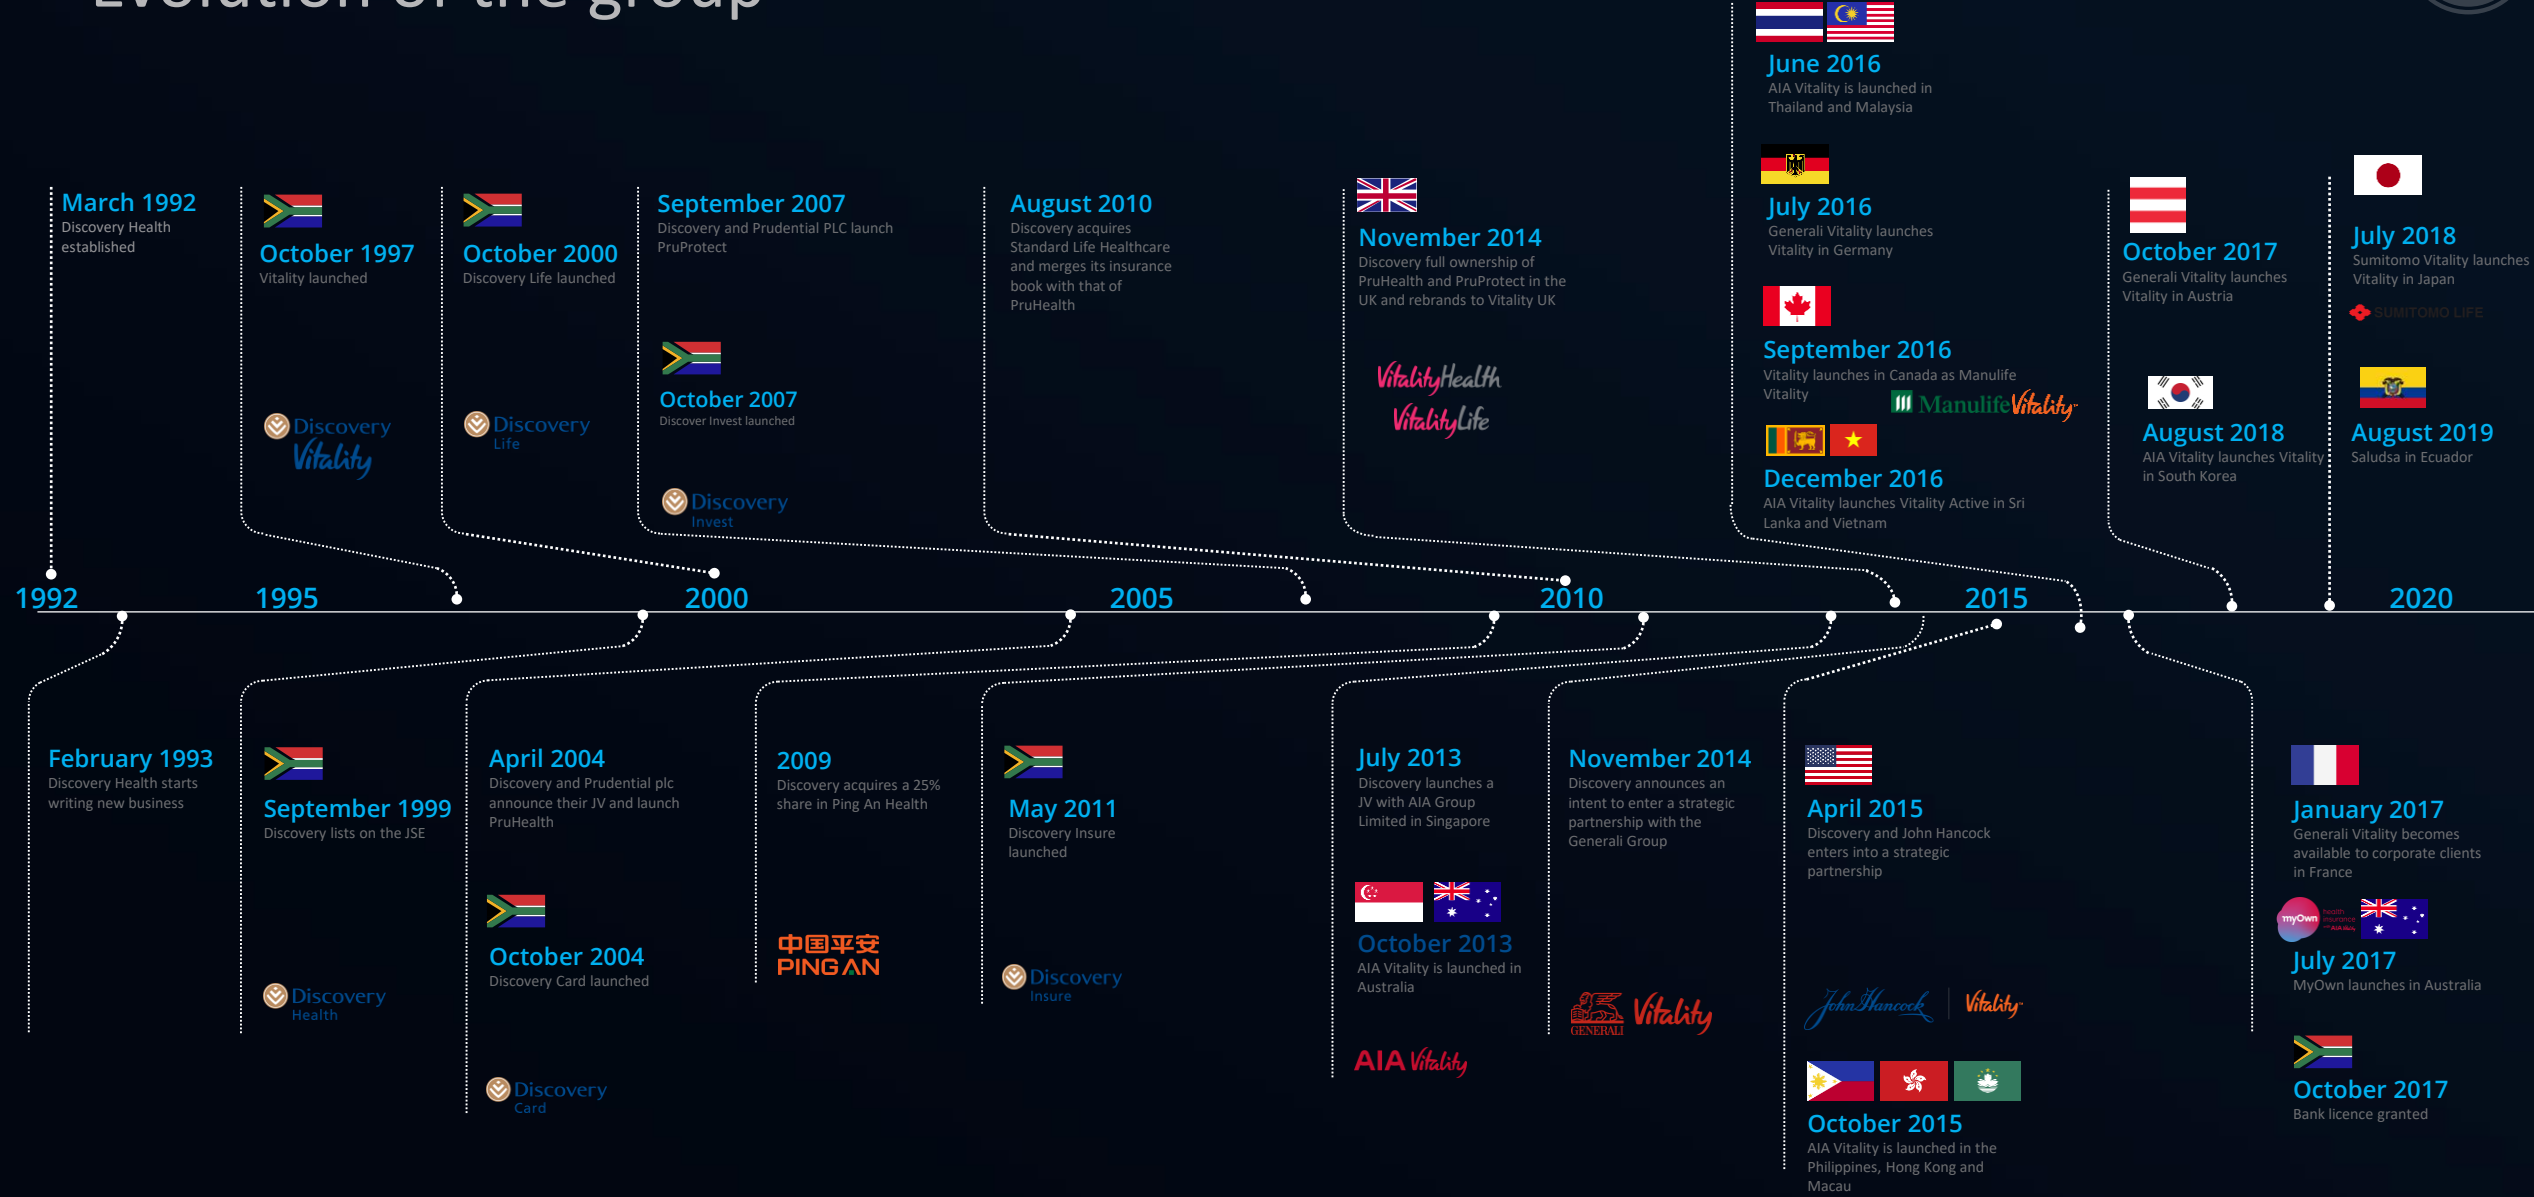 Evolution of the group
June 2016
AIA Vitality is launched in
Thailand and Malaysia
July 2016
Generali Vitality launches
Vitality in Germany
September 2016
Vitality launches in Canada as Manulife
Vitality
Manulife Vitality
December 2016
AIA Vitality launches Vitality Active in Sri
Lanka and Vietnam
March 1992
Discovery Health
established
October 1997
Vitality launched
Discovery
Vitality
October 2000
Discovery Life launched
Discovery
Life
September 2007
Discovery and Prudential PLC launch
PruProtect
October 2007
Discover Invest launched
Discovery
Invest
August 2010
Discovery acquires
Standard Life Healthcare
and merges its insurance
book with that of
PruHealth
November 2014
Discovery full ownership of
PruHealth and PruProtect in the
UK and rebrands to Vitality UK
VitalityHealth
VitalityLife
October 2017
Generali Vitality launches
Vitality in Austria
August 2018
AIA Vitality launches Vitality
in South Korea
July 2018
Sumitomo Vitality launches
Vitality in Japan
SUMITOMO LIFE
August 2019
Saludsa in Ecuador
1992
1995
2000
2005
2010
2015
2020
February 1993
Discovery Health starts
writing new business
September 1999
Discovery lists on the JSE
Discovery
Health
April 2004
Discovery and Prudential plc
announce their JV and launch
PruHealth
October 2004
Discovery Card launched
Discovery
Card
2009
Discovery acquires a 25%
share in Ping An Health
中国平安
PING AN
May 2011
Discovery Insure
launched
Discovery
Insure
July 2013
Discovery launches a
JV with AIA Group
Limited in Singapore
October 2013
AIA Vitality is launched in
Australia
AIA Vitality
November 2014
Discovery announces an
intent to enter a strategic
partnership with the
Generali Group
GENERALI Vitality
April 2015
Discovery and John Hancock
enters into a strategic
partnership
John Hancock Vitality
October 2015
AIA Vitality is launched in the
Philippines, Hong Kong and
Macau
January 2017
Generali Vitality becomes
available to corporate clients
in France
myOwn
health
insurance
July 2017
MyOwn launches in Australia
October 2017
Bank licence granted